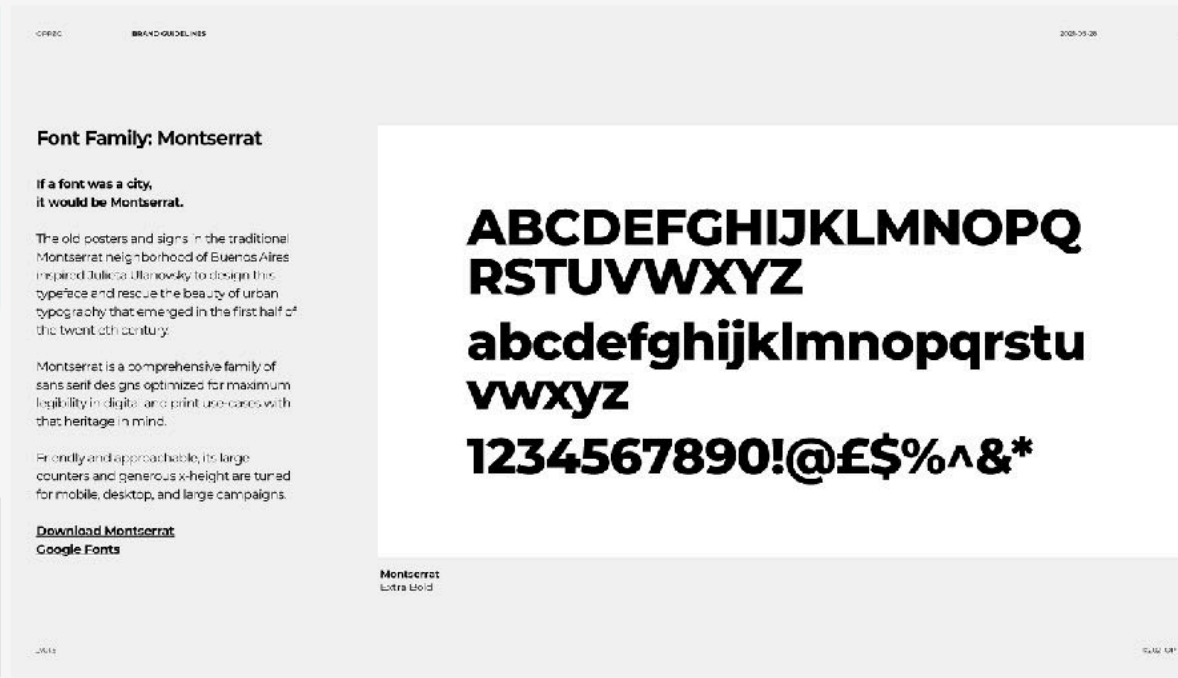 BRAND GUIDELINES
Font Family: Montserrat
If a font was a city,
it would be Montserrat.
The old posters and signs in the traditional
Montserrat neighborhood of Buenos Aires
inspired Julieta Ulanovsky to design this
typeface and rescue the beauty of urban
typography that emerged in the first half of
the twentieth century.
Montserrat is a comprehensive family of
sans serif designs optimized for maximum
legibility in digital and print use-cases with
that heritage in mind.
Friendly and approachable, its large
counters and generous x-height are tuned
for mobile, desktop, and large campaigns.
Download Montserrat
Google Fonts
ABCDEFGHIJKLMNOPQ
RSTUVWXYZ
abcdefghijklmnopqrstu
vwxyz
1234567890!@£$%^&*
Montserrat
Extra Bold